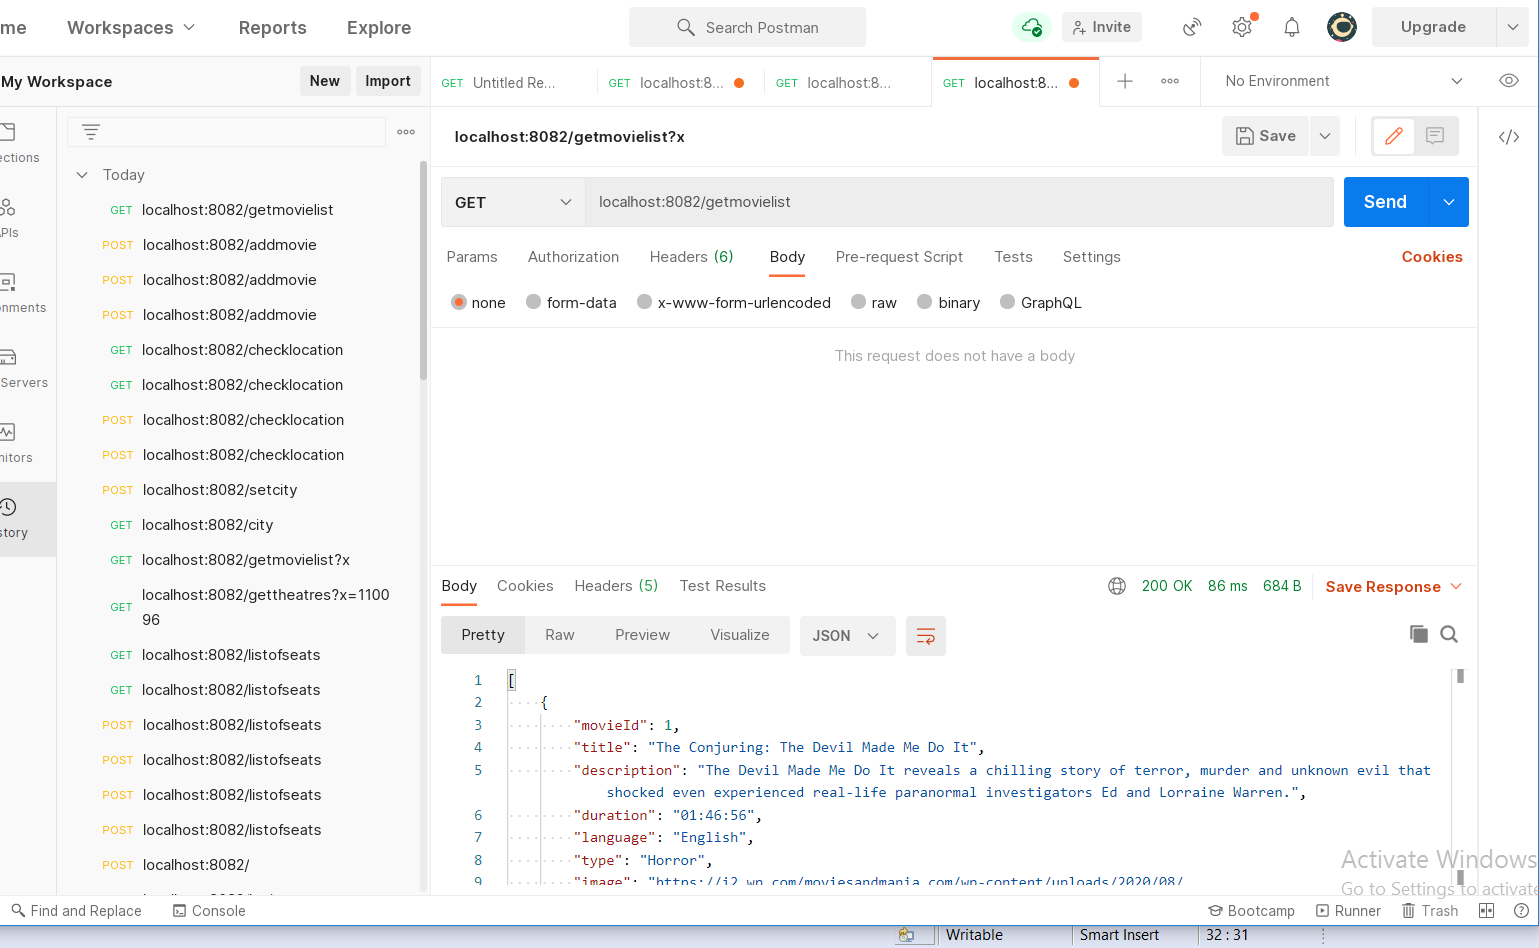 me Workspaces Reports Explore Search Postman Invite Upgrade
My Workspace New Import GET Untitled Re... GET localhost:8... GET localhost:8... GET localhost:8... No Environment
localhost:8082/getmovielist?x Save
ections
Today
GET localhost:8082/getmovielist
GET localhost:8082/getmovielist Send
APIs
POST localhost:8082/addmovie
Params Authorization Headers (6) Body Pre-request Script Tests Settings Cookies
POST localhost:8082/addmovie
onments
none form-data x-www-form-urlencoded raw binary GraphQL
POST localhost:8082/addmovie
GET localhost:8082/checklocation
This request does not have a body
Servers
GET localhost:8082/checklocation
POST localhost:8082/checklocation
nitors
POST localhost:8082/checklocation
POST localhost:8082/setcity
GET localhost:8082/city
story
GET localhost:8082/getmovielist?x
GET localhost:8082/gettheatres?x=1100
96
Body Cookies Headers (5) Test Results 200 OK 86 ms 684 B Save Response
Pretty Raw Preview Visualize JSON
GET localhost:8082/listofseats
GET localhost:8082/listofseats
POST localhost:8082/listofseats
POST localhost:8082/listofseats
POST localhost:8082/listofseats
POST localhost:8082/listofseats
POST localhost:8082/
1 [
2 {
3 "movieId": 1,
4 "title": "The Conjuring: The Devil Made Me Do It",
5 "description": "The Devil Made Me Do It reveals a chilling story of terror, murder and unknown evil that
shocked even experienced real-life paranormal investigators Ed and Lorraine Warren.",
6 "duration": "01:46:56",
7 "language": "English",
8 "type": "Horror",
9 "image": "https://i2.wp.com/moviesandmania.com/wp-content/uploads/2020/08/
Activate Windows
Go to Settings to activate
Find and Replace Console Bootcamp Runner Trash
Writable Smart Insert 32 : 31